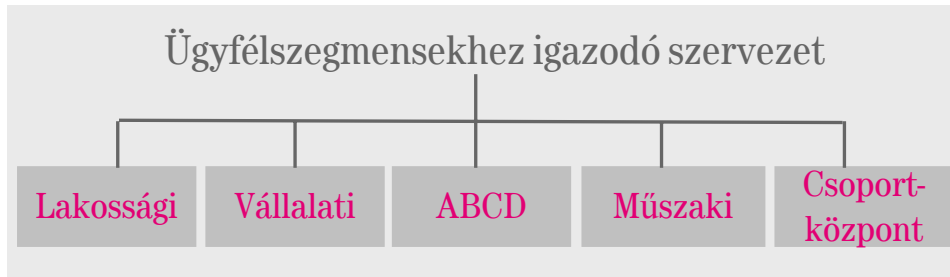 Ügyfélszegmensekhez igazodó szervezet
Lakossági
Vállalati
ABCD
Műszaki
Csoport-
központ